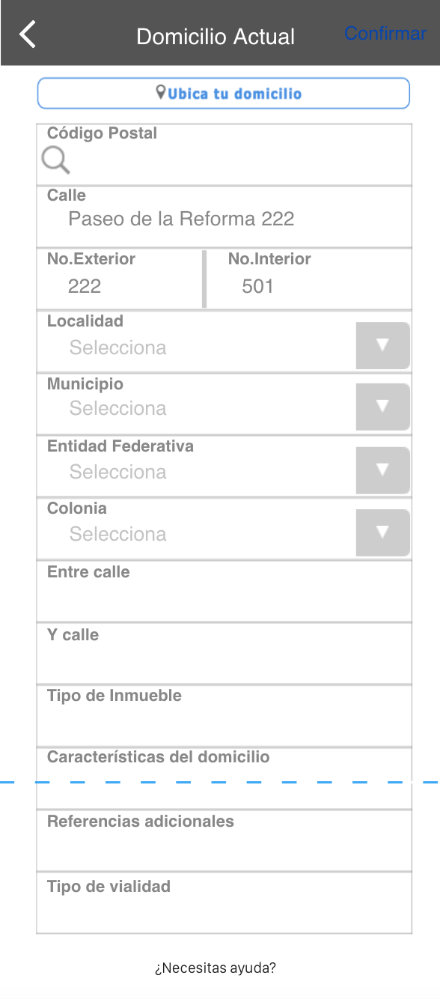 Domicilio Actual
Confirmar
Ubica tu domicilio
Código Postal
Calle
Paseo de la Reforma 222
No.Exterior
No.Interior
222
501
Localidad
Selecciona
Municipio
Selecciona
Entidad Federativa
Selecciona
Colonia
Selecciona
Entre calle
Y calle
Tipo de Inmueble
Características del domicilio
Referencias adicionales
Tipo de vialidad
¿Necesitas ayuda?